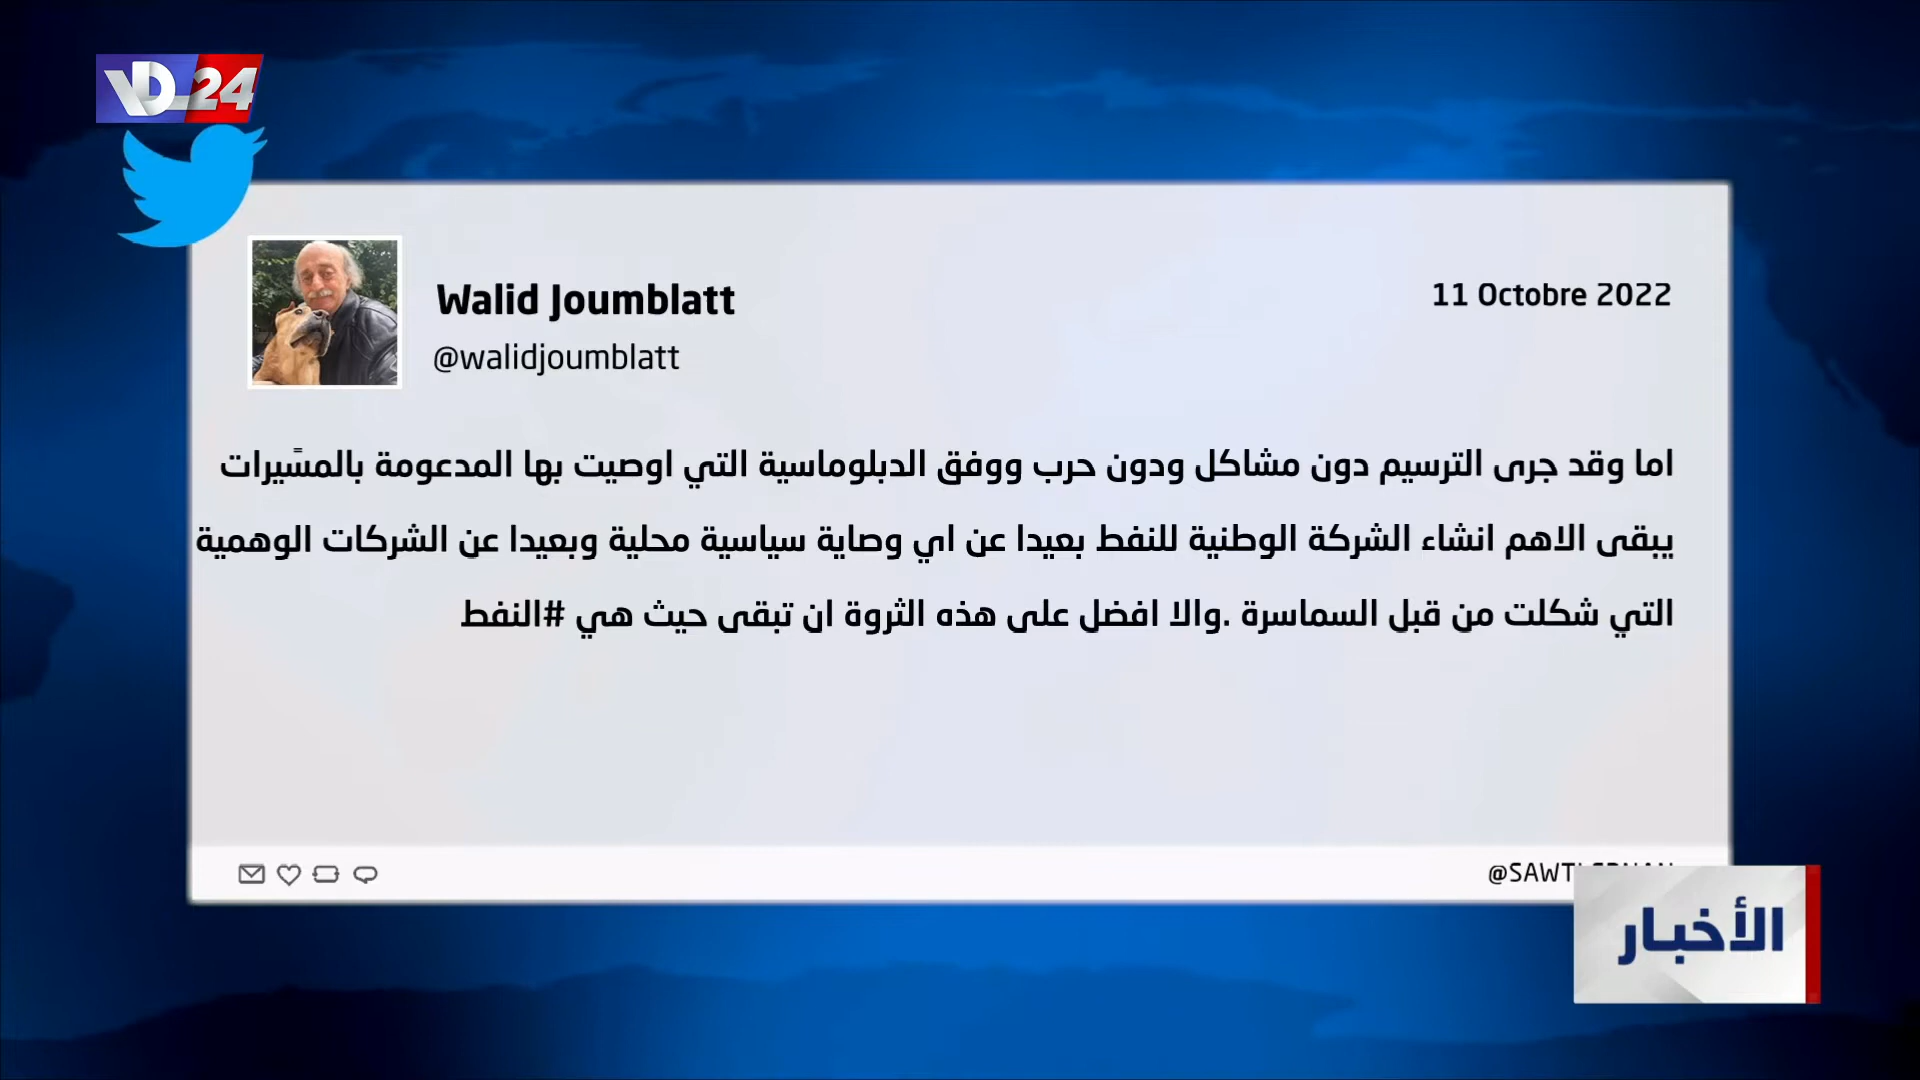 VDL24
Walid Joumblatt
@walidjoumblatt
11 Octobre 2022
اما وقد جرى الترسيم دون مشاكل ودون حرب ووفق الدبلوماسية التي اوصيت بها المدعومة بالمسًيرات
يبقى الاهم انشاء الشركة الوطنية للنفط بعيدا عن اي وصاية سياسية محلية وبعيدا عن الشركات الوهمية
التي شكلت من قبل السماسرة .والا افضل على هذه الثروة ان تبقى حيث هي #النفط
الأخبار